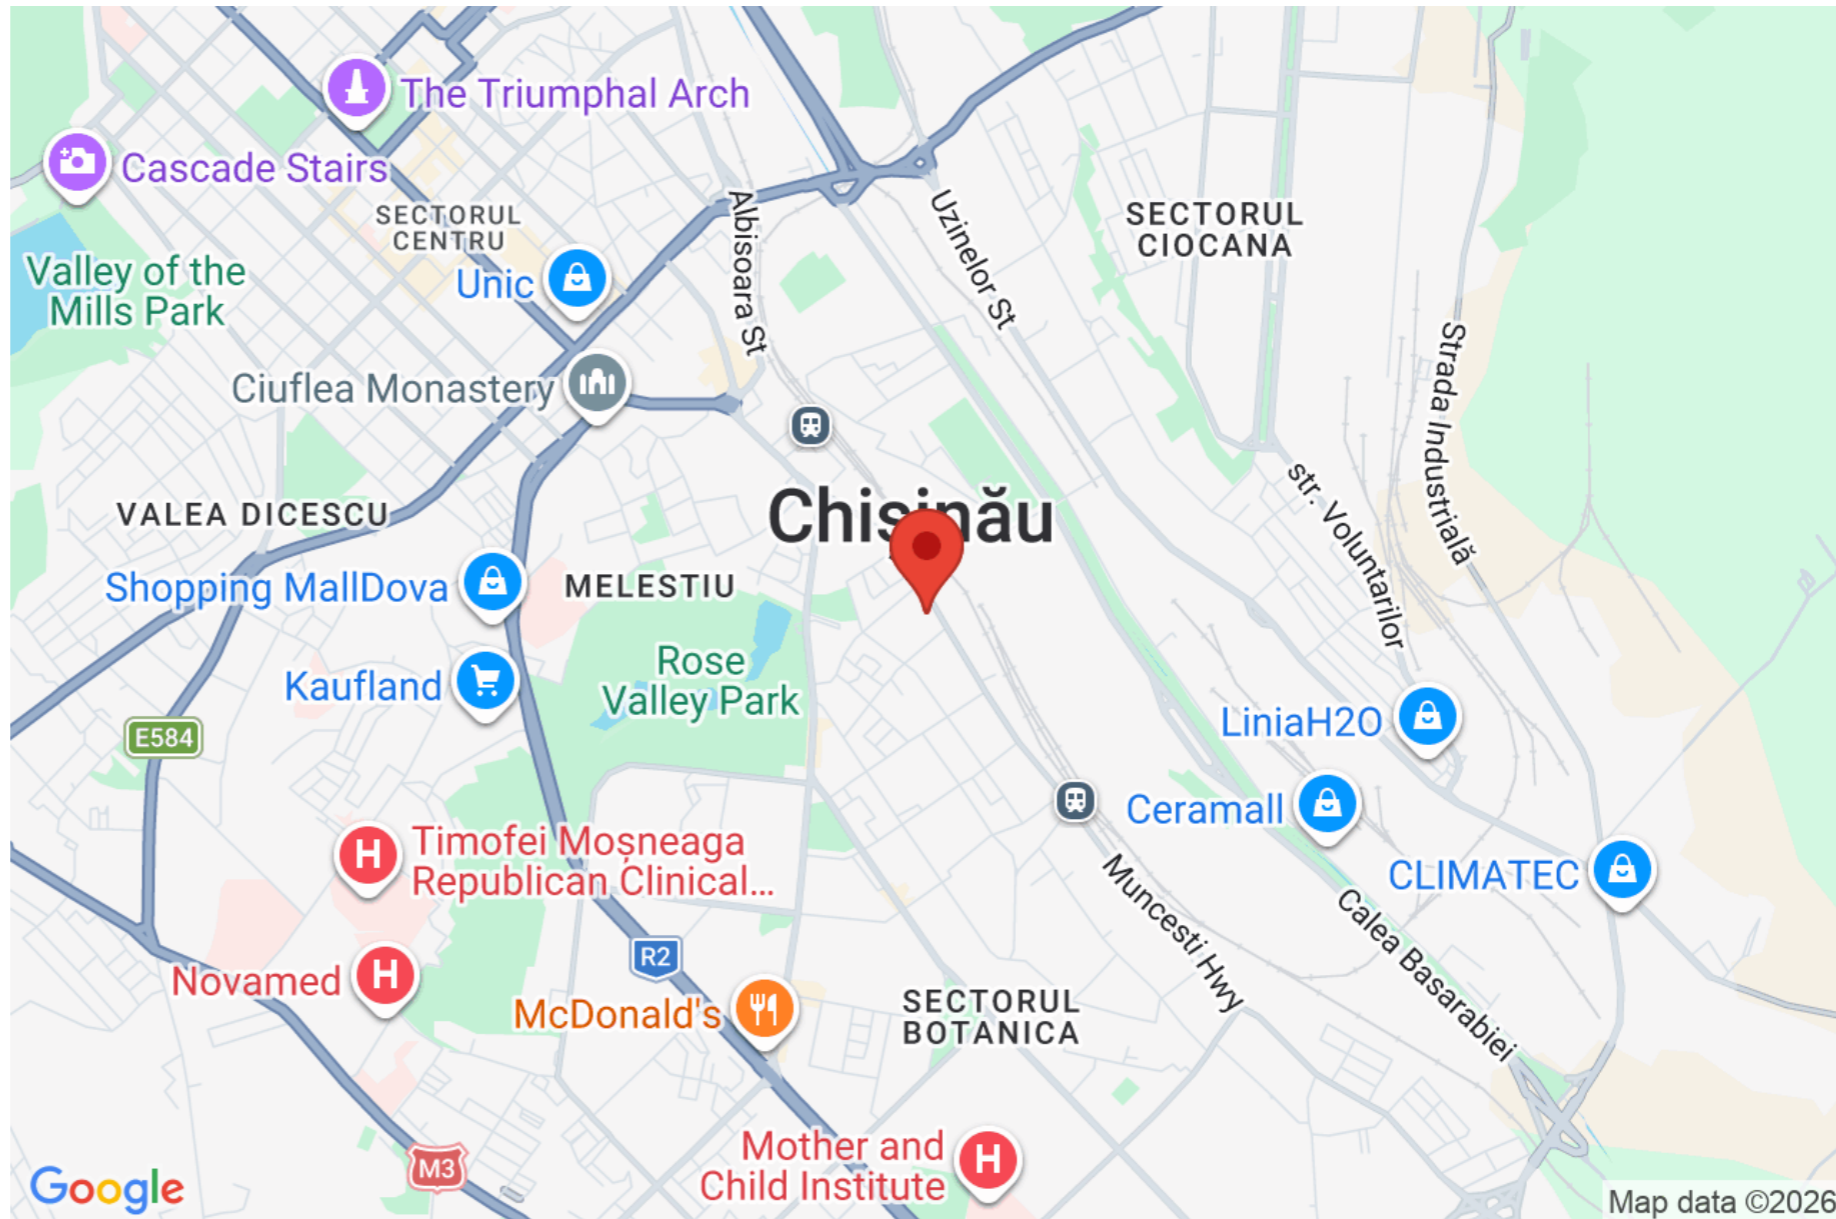 The Triumphal Arch
Cascade Stairs
SECTORUL
CENTRU
Albisoara St
Uzinelor St
SECTORUL
CIOCANA
Valley of the
Mills Park
Unic
Strada Industrială
Ciuflea Monastery
str. Voluntarilor
VALEA DICESCU
Chișinău
Shopping MallDova
MELESTIU
Rose
Valley Park
Kaufland
LiniaH2O
E584
Ceramall
Timofei Moșneaga
Republican Clinical...
CLIMATEC
Muncesti Hwy
Calea Basarabiei
R2
Novamed
McDonald's
SECTORUL
BOTANICA
Mother and
Child Institute
M3
Google
Map data ©2026